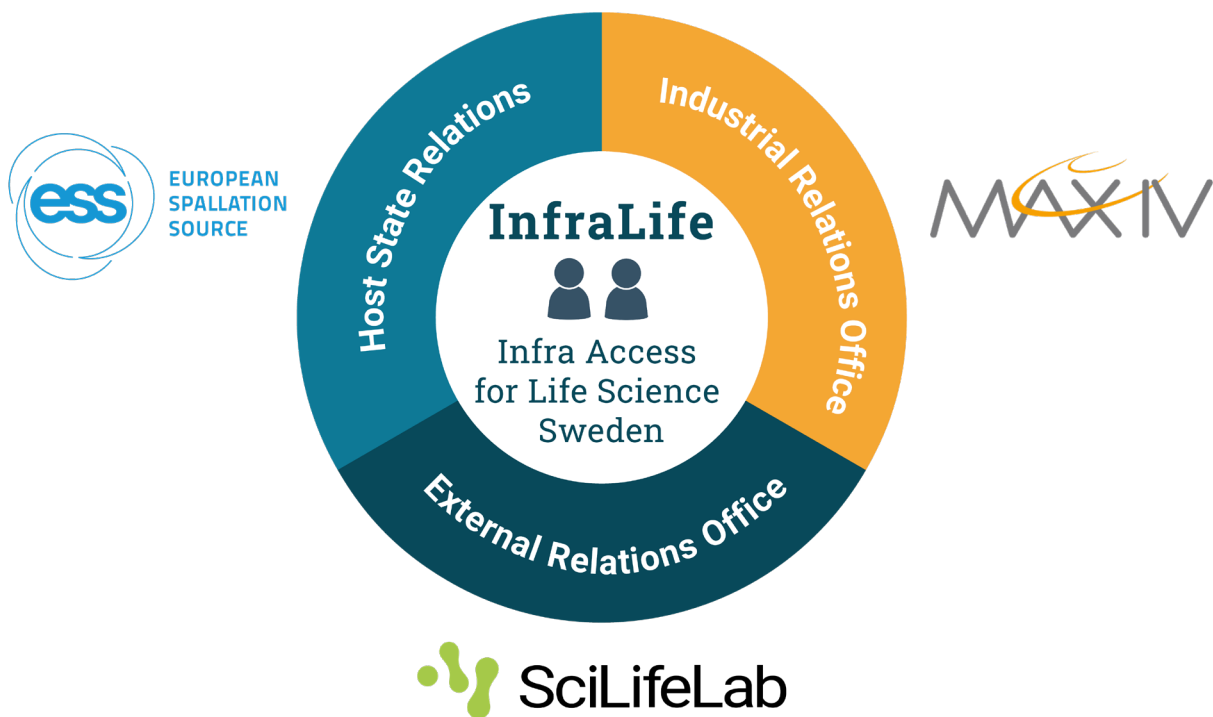 Host State Relations
Industrial Relations Office
ess
EUROPEAN
SPALLATION
SOURCE
InfraLife
Infra Access
for Life Science
Sweden
MAX IV
External Relations Office
SciLifeLab